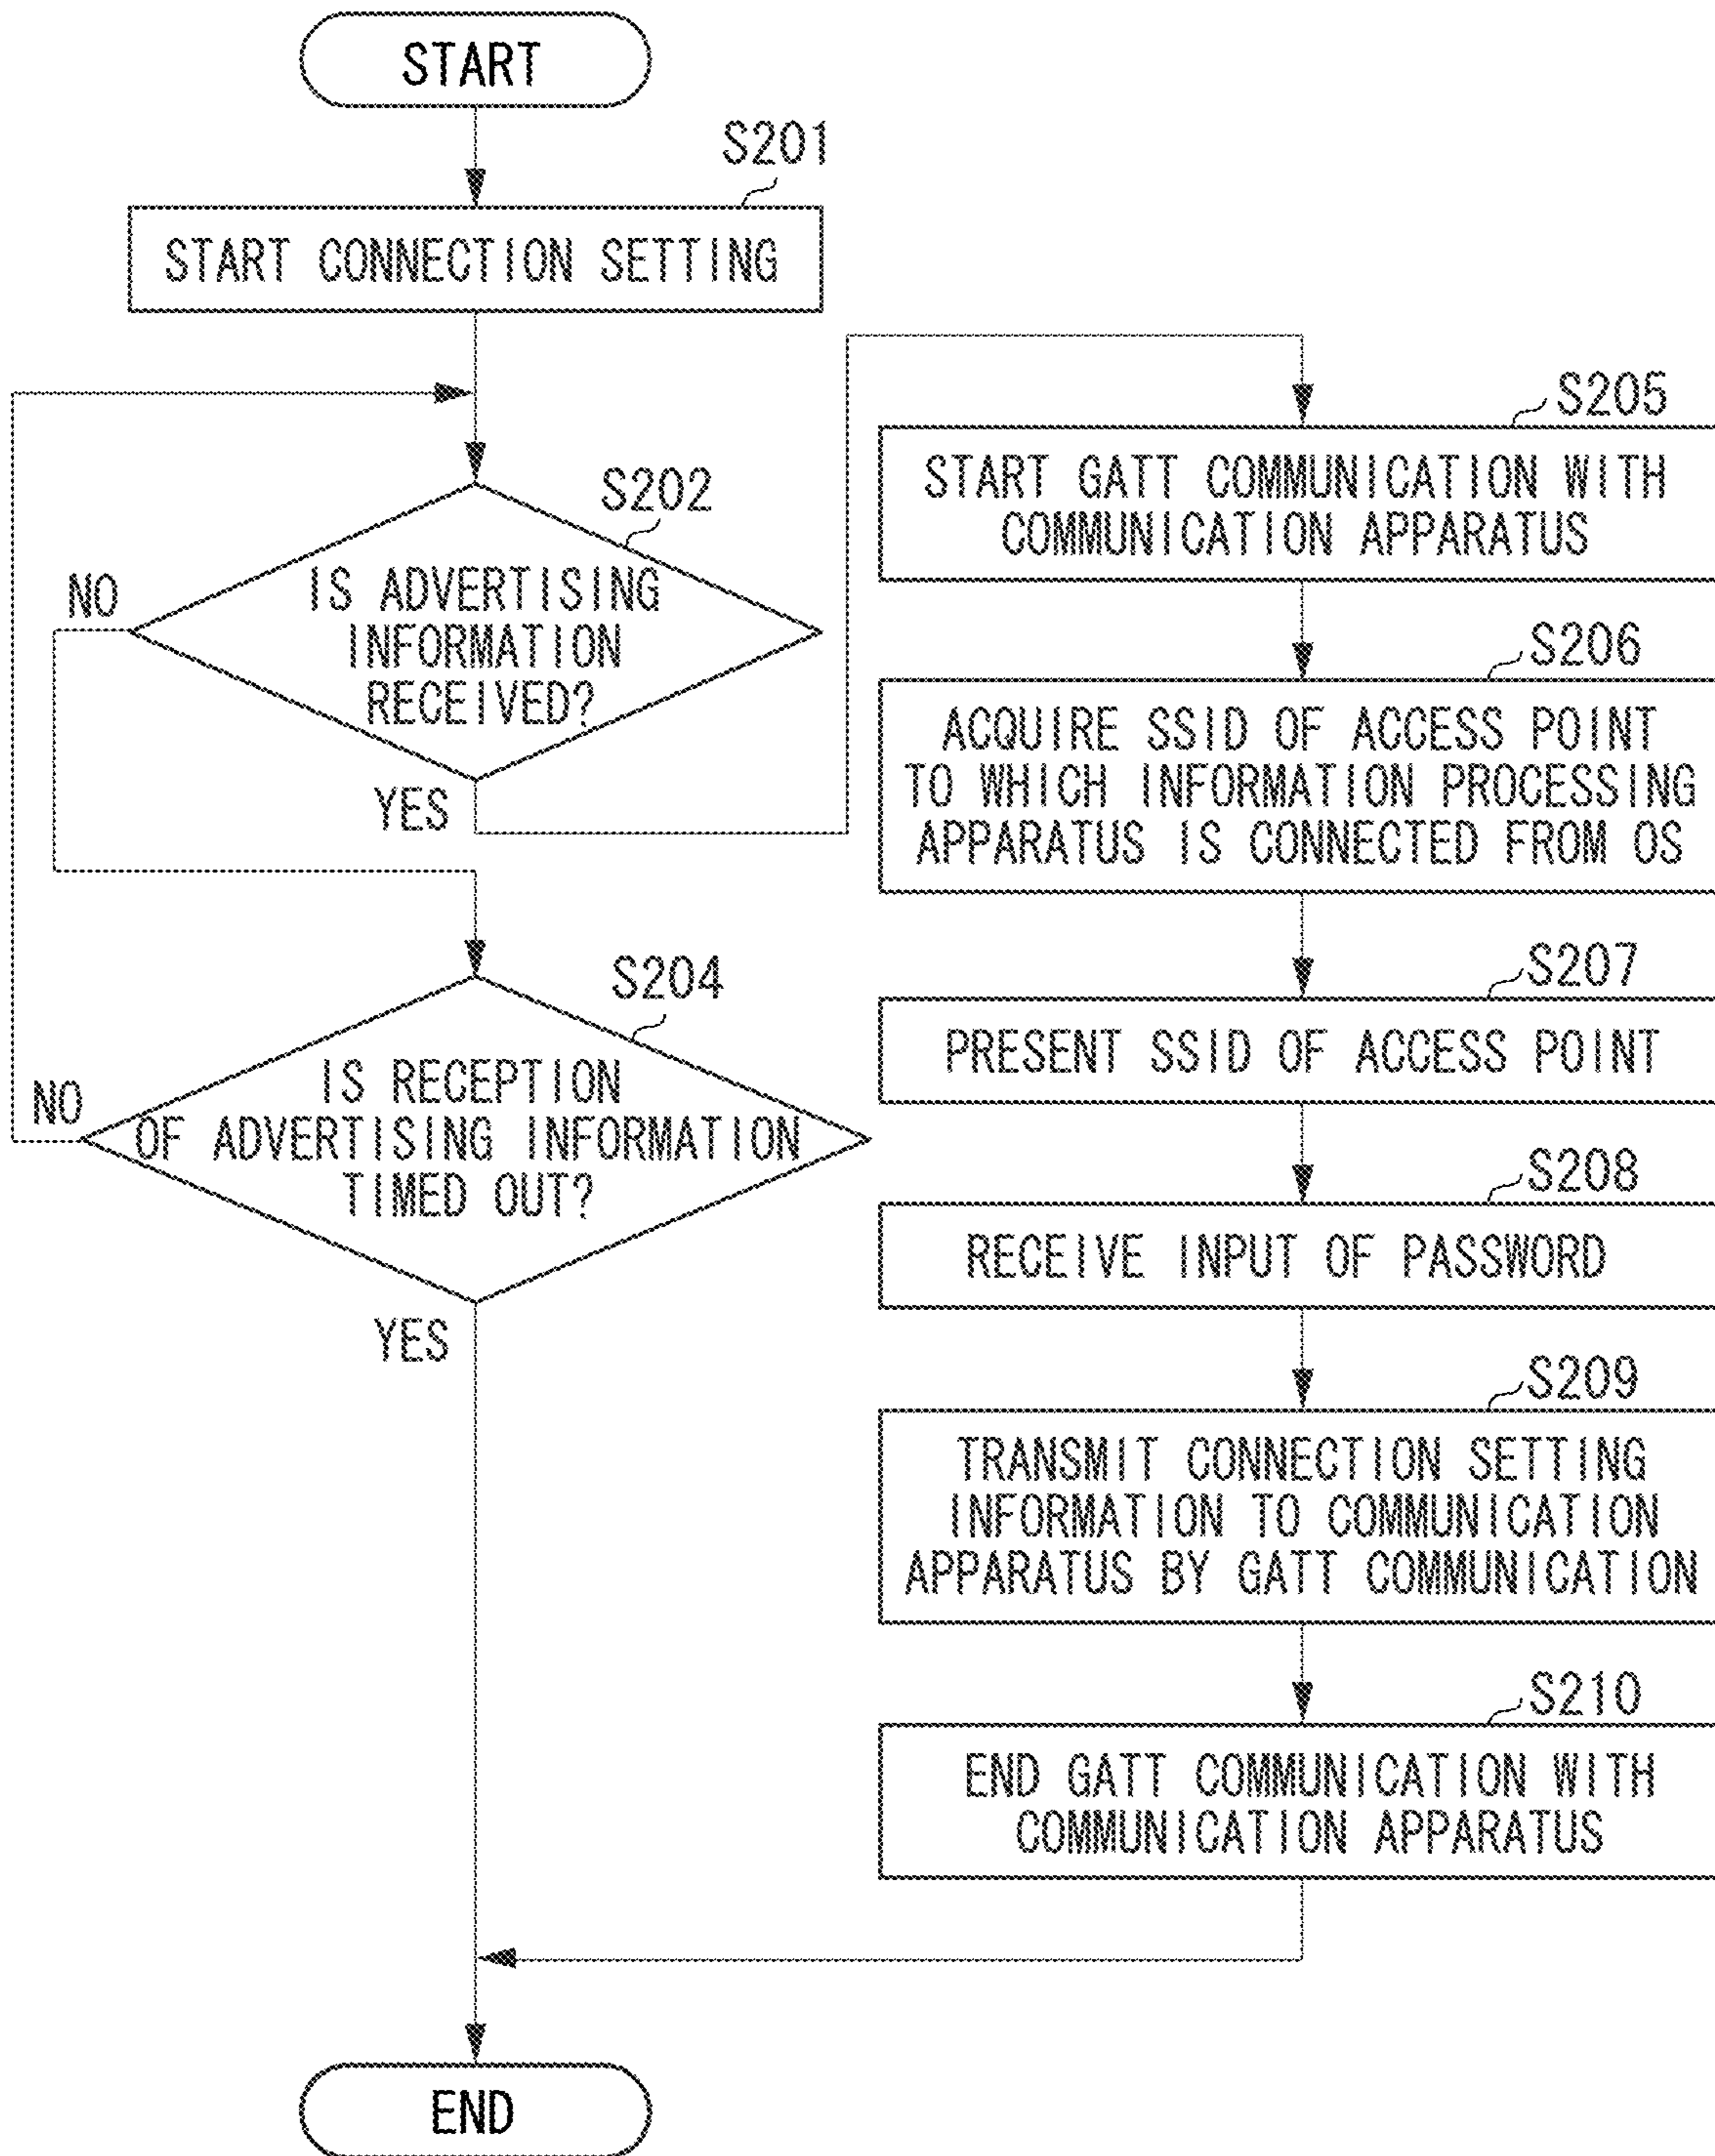 START
S201
START CONNECTION SETTING
S202
IS ADVERTISING
INFORMATION
RECEIVED?
NO
YES
S204
IS RECEPTION
OF ADVERTISING INFORMATION
TIMED OUT?
NO
YES
S205
START GATT COMMUNICATION WITH
COMMUNICATION APPARATUS
S206
ACQUIRE SSID OF ACCESS POINT
TO WHICH INFORMATION PROCESSING
APPARATUS IS CONNECTED FROM OS
S207
PRESENT SSID OF ACCESS POINT
S208
RECEIVE INPUT OF PASSWORD
S209
TRANSMIT CONNECTION SETTING
INFORMATION TO COMMUNICATION
APPARATUS BY GATT COMMUNICATION
S210
END GATT COMMUNICATION WITH
COMMUNICATION APPARATUS
END